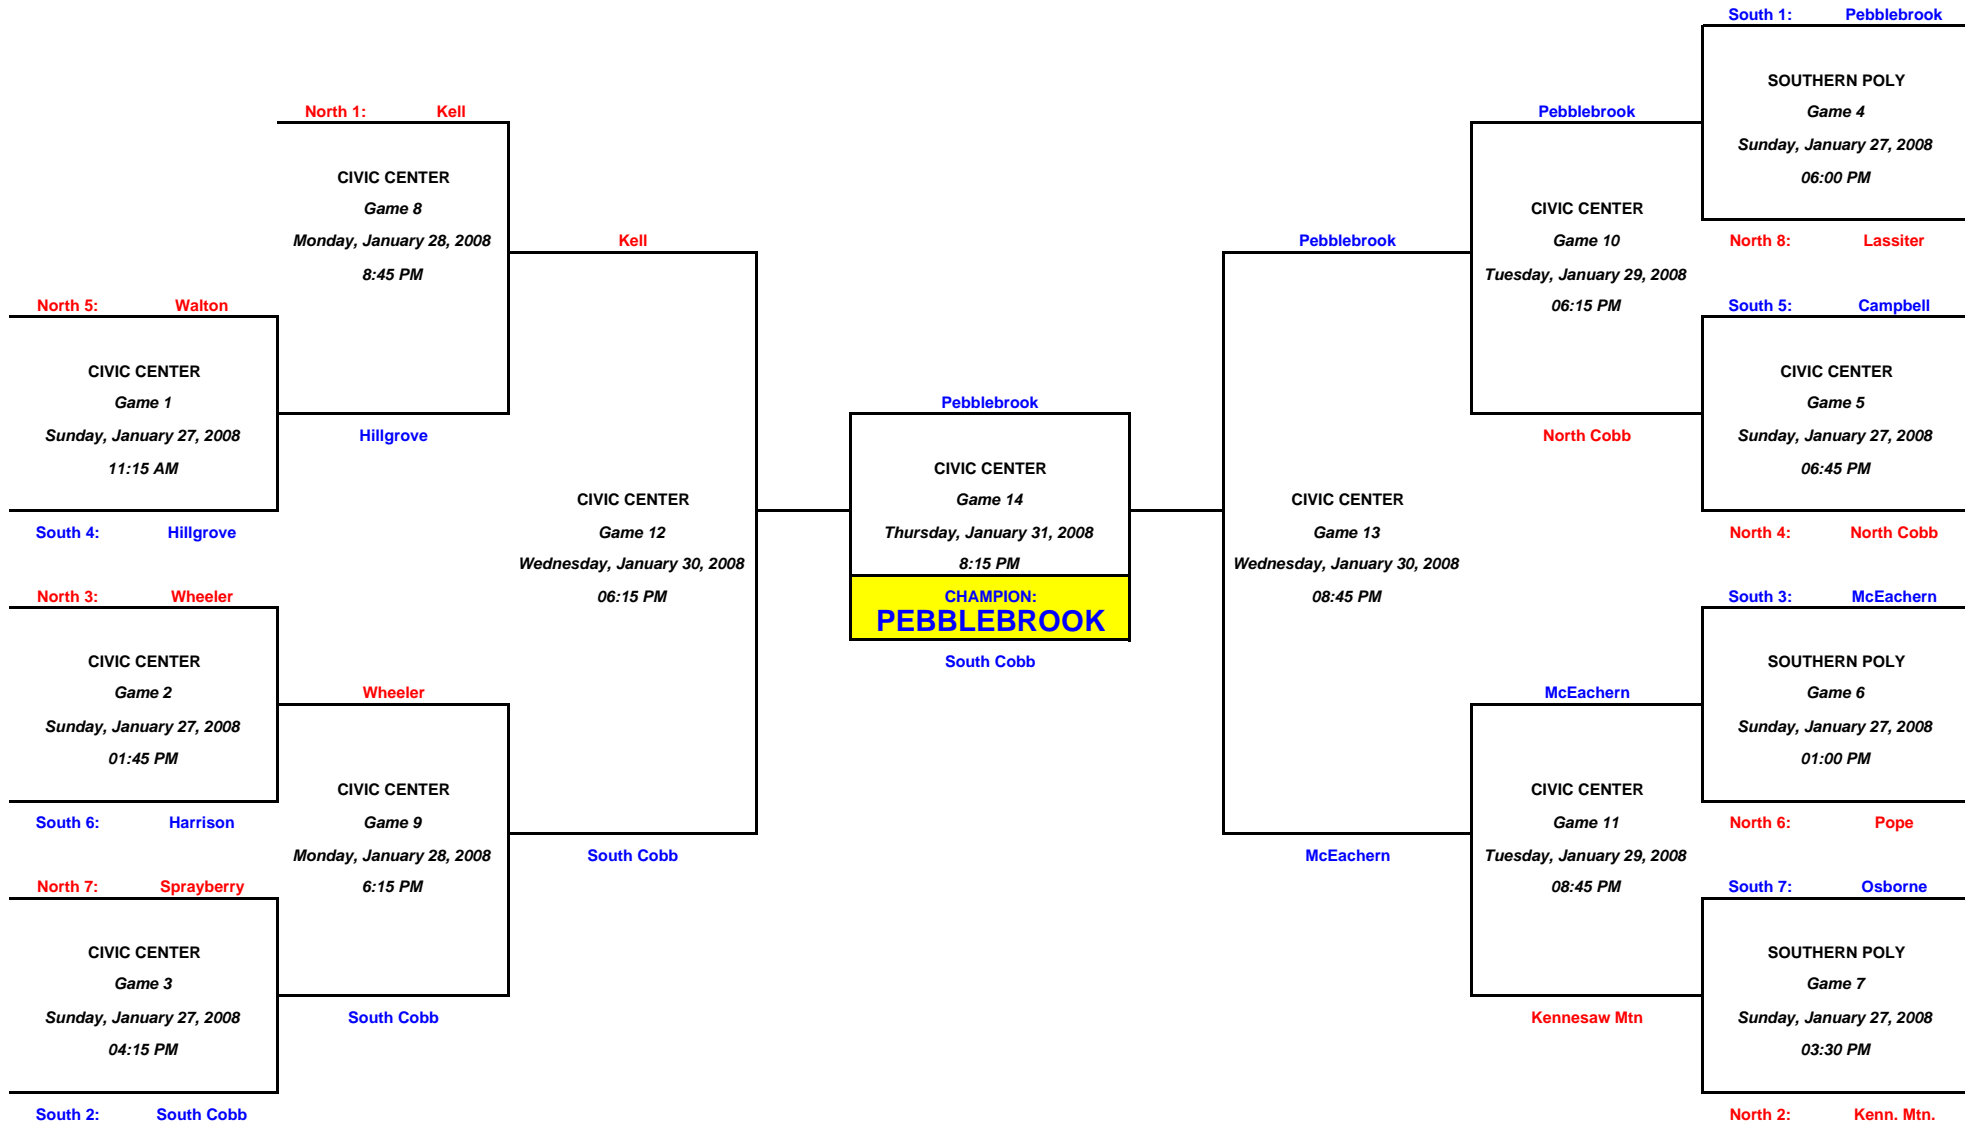 North 1: Kell
CIVIC CENTER
Game 8
Monday, January 28, 2008
8:45 PM
North 5: Walton
CIVIC CENTER
Game 1
Sunday, January 27, 2008
11:15 AM
South 4: Hillgrove
Hillgrove
Kell
North 3: Wheeler
CIVIC CENTER
Game 2
Sunday, January 27, 2008
01:45 PM
South 6: Harrison
Wheeler
CIVIC CENTER
Game 9
Monday, January 28, 2008
6:15 PM
North 7: Sprayberry
CIVIC CENTER
Game 3
Sunday, January 27, 2008
04:15 PM
South 2: South Cobb
South Cobb
South Cobb
CIVIC CENTER
Game 12
Wednesday, January 30, 2008
06:15 PM
Pebblebrook
CIVIC CENTER
Game 14
Thursday, January 31, 2008
8:15 PM
CHAMPION:
PEBBLEBROOK
South Cobb
Pebblebrook
CIVIC CENTER
Game 13
Wednesday, January 30, 2008
08:45 PM
McEachern
Pebblebrook
CIVIC CENTER
Game 10
Tuesday, January 29, 2008
06:15 PM
North Cobb
McEachern
CIVIC CENTER
Game 11
Tuesday, January 29, 2008
08:45 PM
Kennesaw Mtn
South 1: Pebblebrook
SOUTHERN POLY
Game 4
Sunday, January 27, 2008
06:00 PM
North 8: Lassiter
South 5: Campbell
CIVIC CENTER
Game 5
Sunday, January 27, 2008
06:45 PM
North 4: North Cobb
South 3: McEachern
SOUTHERN POLY
Game 6
Sunday, January 27, 2008
01:00 PM
North 6: Pope
South 7: Osborne
SOUTHERN POLY
Game 7
Sunday, January 27, 2008
03:30 PM
North 2: Kenn. Mtn.